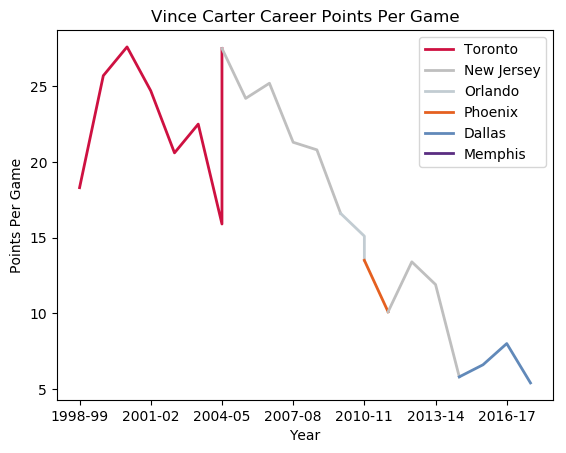 Vince Carter Career Points Per Game
Toronto
New Jersey
Orlando
Phoenix
Dallas
Memphis
Points Per Game
25
20
15
10
5
1998-99 2001-02 2004-05 2007-08 2010-11 2013-14 2016-17
Year